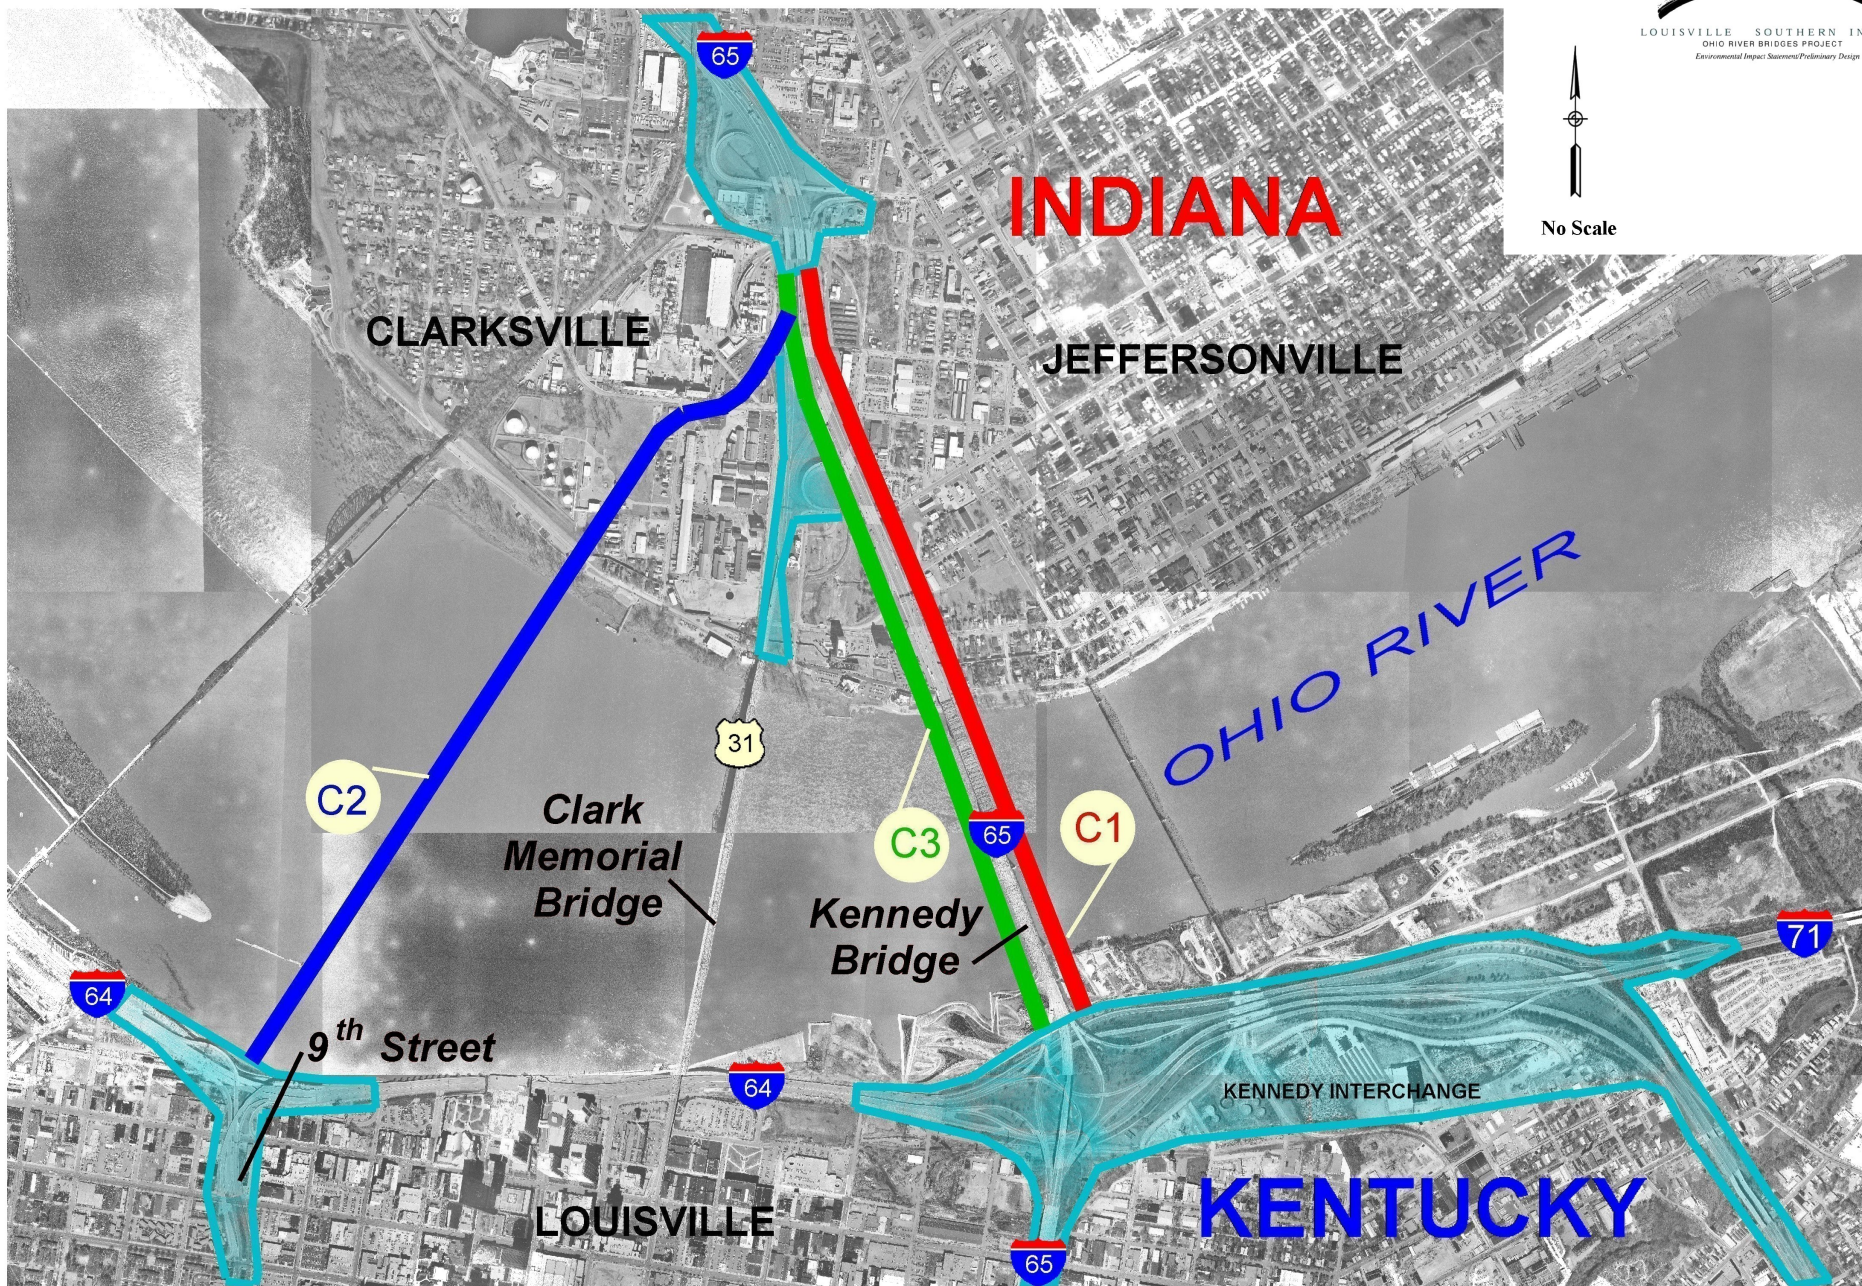 LOUISVILLE SOUTHERN IN
OHIO RIVER BRIDGES PROJECT
Environmental Impact Statement/Preliminary Design
No Scale
65
INDIANA
CLARKSVILLE
JEFFERSONVILLE
OHIO RIVER
31
C2
Clark
Memorial
Bridge
C3
65
C1
Kennedy
Bridge
71
64
9th Street
64
KENNEDY INTERCHANGE
LOUISVILLE
KENTUCKY
65